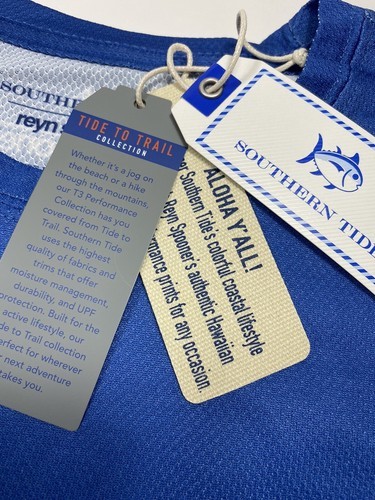 SOUTHERN
reyn s
TIDE TO TRAIL
COLLECTION
Whether it's a jog on
the beach or a hike
through the mountains,
our T3 Performance
Collection has you
covered from Tide to
Trail. Southern Tide
uses the highest
quality of fabrics and
trims that offer
moisture management,
durability, and UPF
protection. Built for the
active lifestyle, our
de to Trail collection
perfect for wherever
r next adventure
takes you.
ALOHA Y'ALL!
Southern Tide's colorful coastal lifestyle
Reyn Spooner's authentic Hawaiian
mance prints for any occasion.
SOUTHERN TIDE